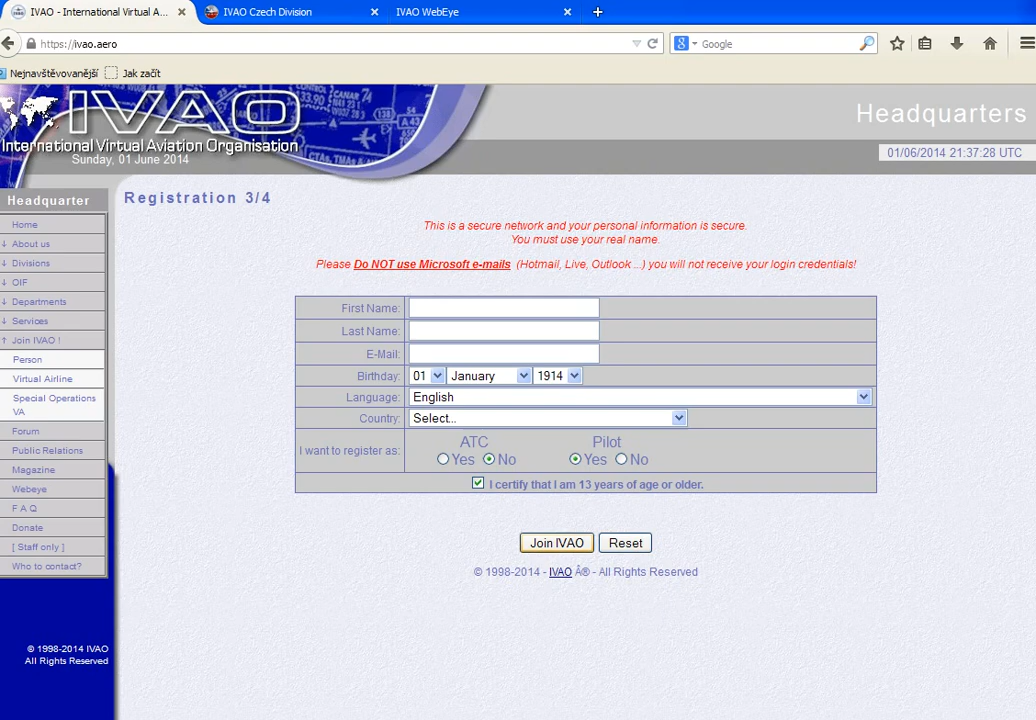 IVAO - International Virtual A...
IVAO Czech Division
IVAO WebEye
https://ivao.aero
Google
Nejnavštěvovanější
Jak začít
IVAO
International Virtual Aviation Organisation
Sunday, 01 June 2014
Headquarters
01/06/2014 21:37:28 UTC
Headquarter
Home
↓ About us
↓ Divisions
↓ OIF
↓ Departments
↓ Services
↑ Join IVAO !
Person
Virtual Airline
Special Operations
VA
Forum
Public Relations
Magazine
Webeye
F A Q
Donate
[ Staff only ]
Who to contact?
© 1998-2014 IVAO
All Rights Reserved
Registration 3/4
This is a secure network and your personal information is secure.
You must use your real name.
Please Do NOT use Microsoft e-mails (Hotmail, Live, Outlook ...) you will not receive your login credentials!
First Name:
Last Name:
E-Mail:
Birthday: 01 January 1914
Language: English
Country: Select...
I want to register as:
ATC Pilot
Yes No Yes No
I certify that I am 13 years of age or older.
Join IVAO Reset
© 1998-2014 - IVAO Â® - All Rights Reserved